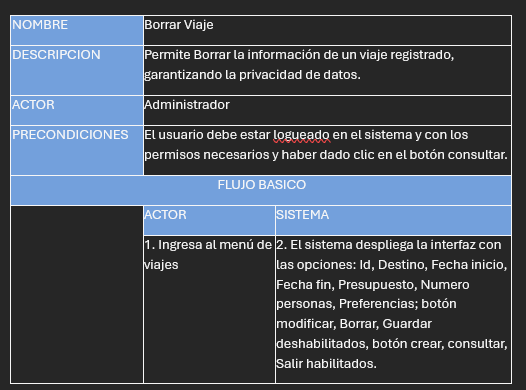 NOMBRE
Borrar Viaje
DESCRIPCION
Permite Borrar la información de un viaje registrado,
garantizando la privacidad de datos.
ACTOR
Administrador
PRECONDICIONES
El usuario debe estar logueado en el sistema y con los
permisos necesarios y haber dado clic en el botón consultar.
FLUJO BASICO
ACTOR
SISTEMA
1. Ingresa al menú de
viajes
2. El sistema despliega la interfaz con
las opciones: Id, Destino, Fecha inicio,
Fecha fin, Presupuesto, Numero
personas, Preferencias; botón
modificar, Borrar, Guardar
deshabilitados, botón crear, consultar,
Salir habilitados.